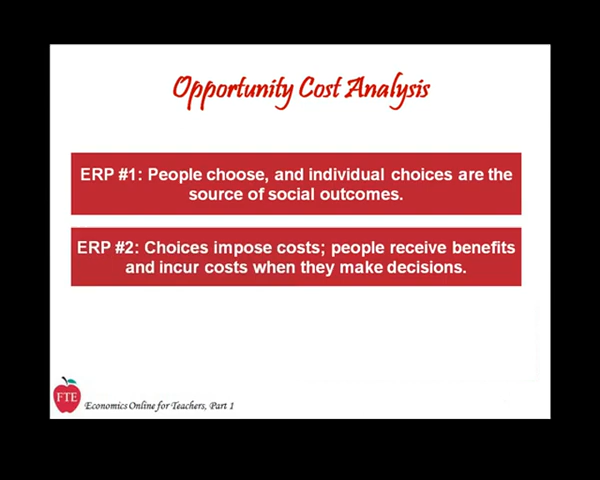 Opportunity Cost Analysis
ERP #1: People choose, and individual choices are the
source of social outcomes.
ERP #2: Choices impose costs; people receive benefits
and incur costs when they make decisions.
FTE
Economics Online for Teachers, Part 1